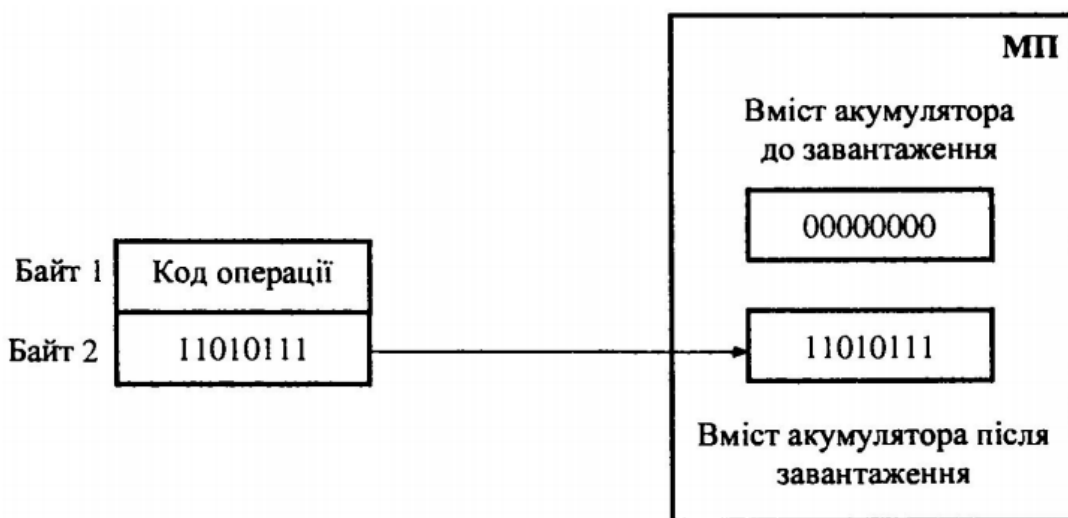 МП
Вміст акумулятора
до завантаження
00000000
Байт 1
Код операції
Байт 2
11010111
11010111
Вміст акумулятора після
завантаження